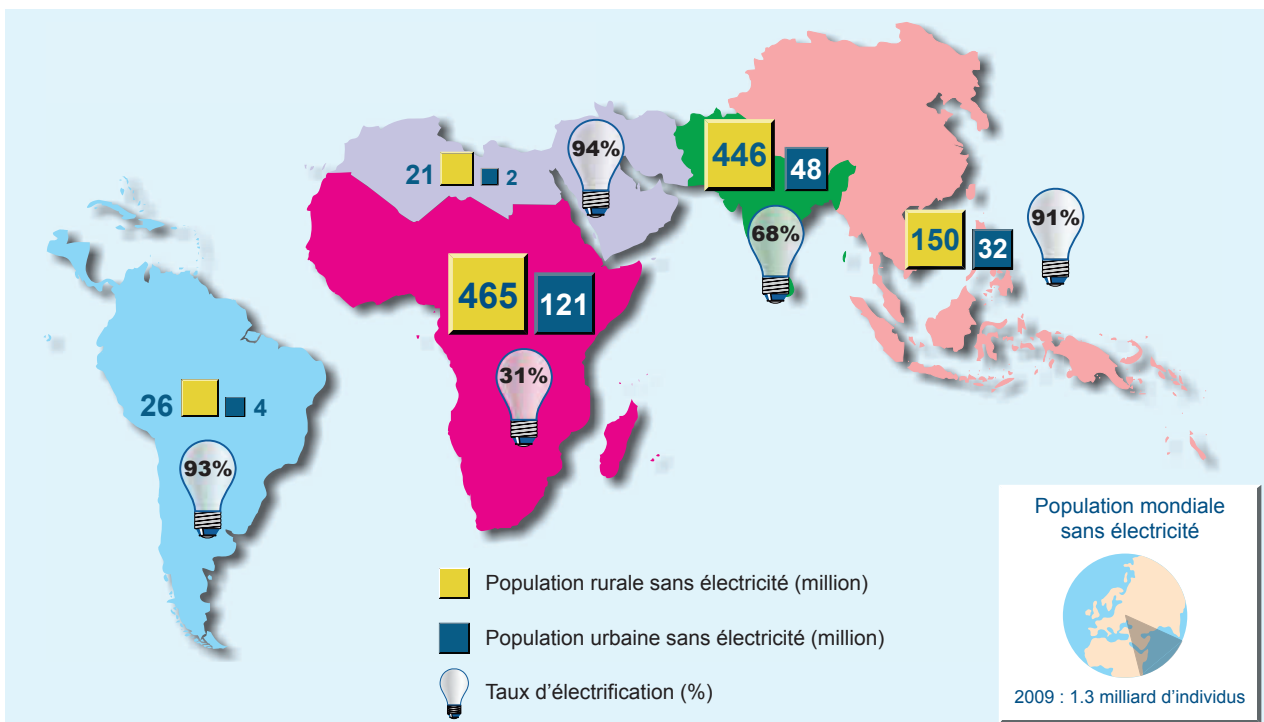 94%
446
48
21
2
91%
68%
150
32
465
121
31%
26
4
93%
Population rurale sans électricité (million)
Population urbaine sans électricité (million)
Taux d’électrification (%)
Population mondiale
sans électricité
2009 : 1.3 milliard d’individus